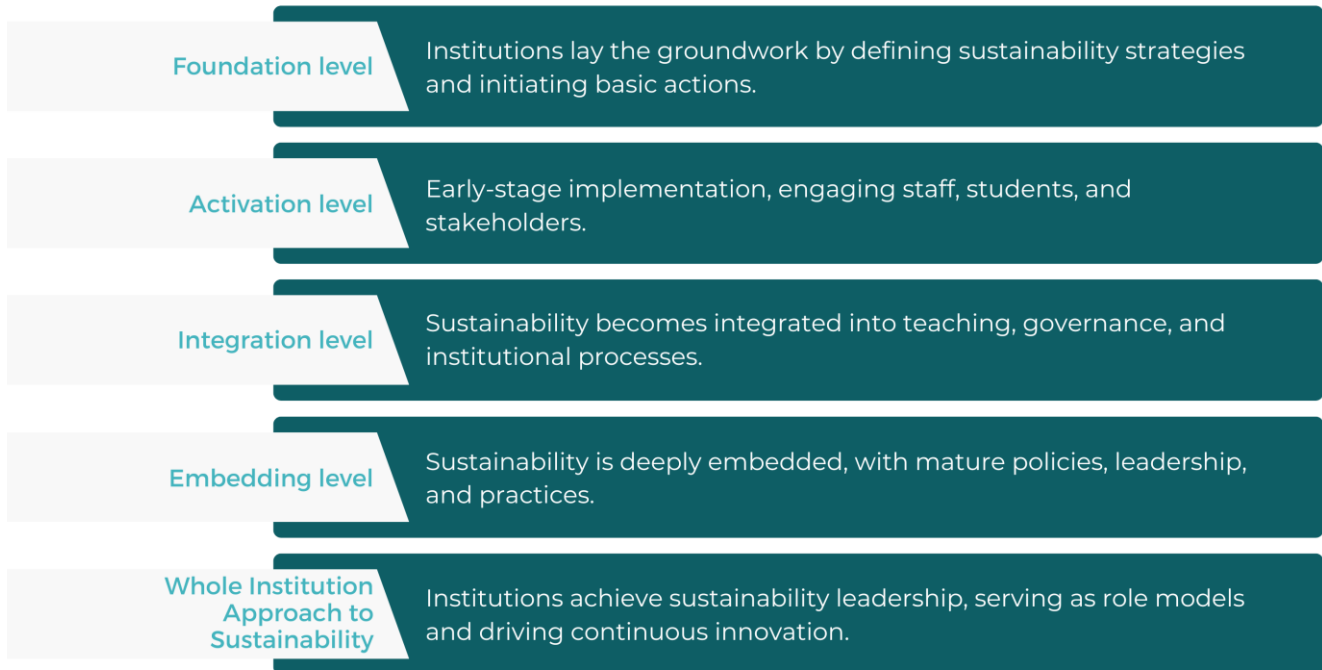 Foundation level
Institutions lay the groundwork by defining sustainability strategies
and initiating basic actions.
Activation level
Early-stage implementation, engaging staff, students, and
stakeholders.
Integration level
Sustainability becomes integrated into teaching, governance, and
institutional processes.
Embedding level
Sustainability is deeply embedded, with mature policies, leadership,
and practices.
Whole Institution
Approach to
Sustainability
Institutions achieve sustainability leadership, serving as role models
and driving continuous innovation.